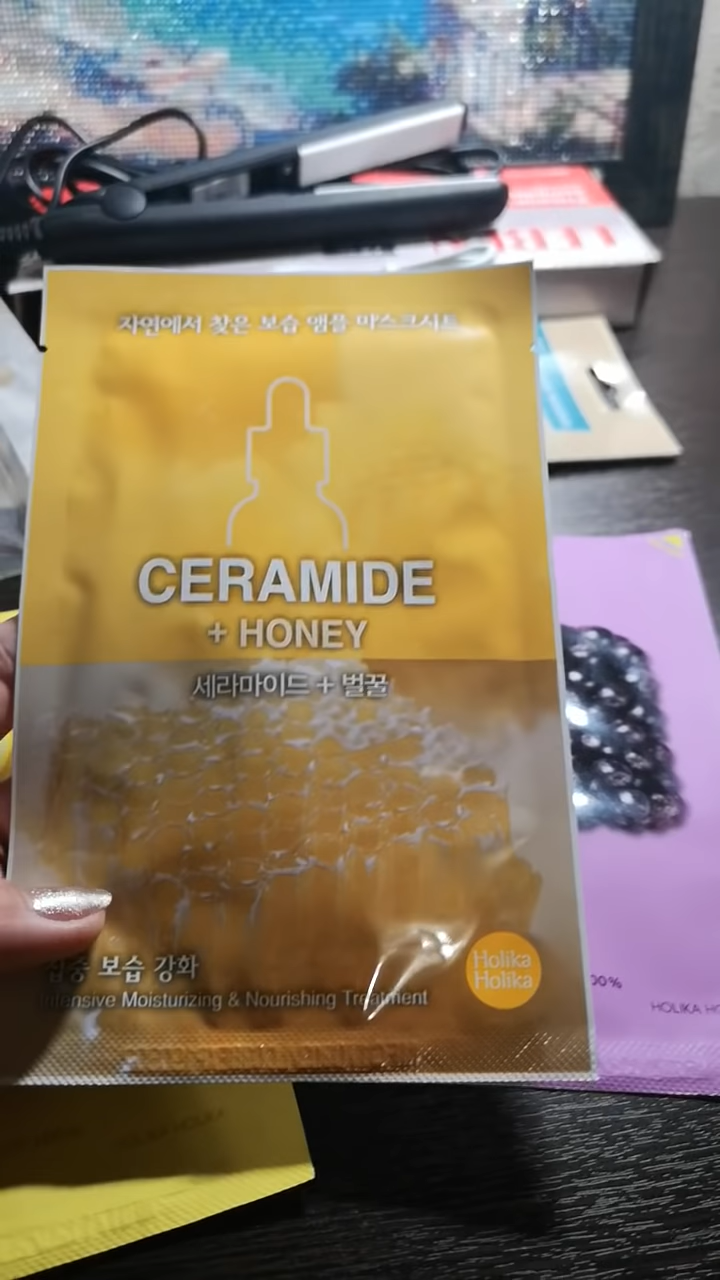 자연에서 찾은 보습 앰플 마스크시트
CERAMIDE
+ HONEY
세라마이드 + 벌꿀
보습 강화
Intensive Moisturizing & Nourishing Treatment
Holika
Holika
00%
HOLIKA HO